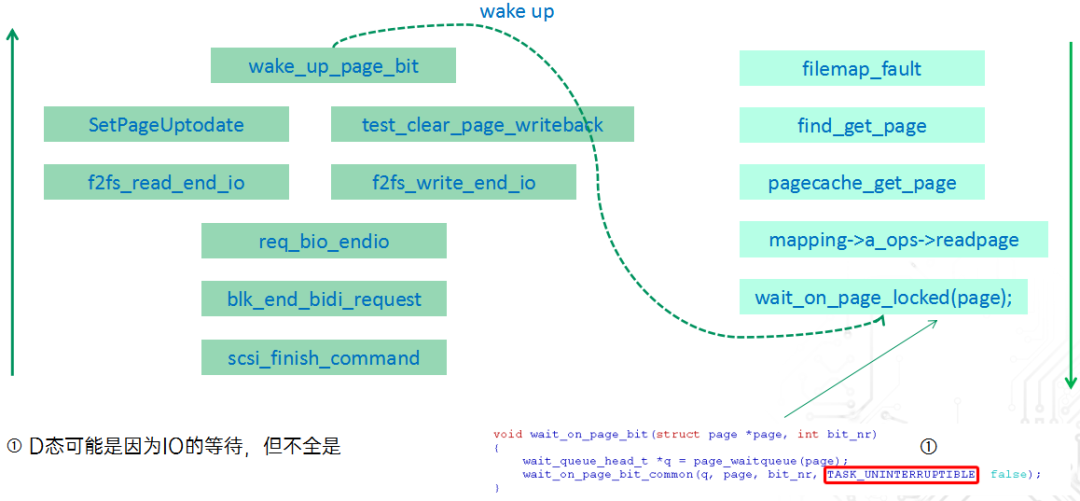 wake up
wake_up_page_bit
SetPageUptodate
test_clear_page_writeback
f2fs_read_end_io
f2fs_write_end_io
req_bio_endio
blk_end_bidi_request
scsi_finish_command
filemap_fault
find_get_page
pagecache_get_page
mapping->a_ops->readpage
wait_on_page_locked(page);
① D态可能是因为IO的等待，但不全是
void wait_on_page_bit(struct page *page, int bit_nr)
①
{
wait_queue_head_t *q = page_waitqueue(page);
wait_on_page_bit_common(q, page, bit_nr, TASK_UNINTERRUPTIBLE false);
}